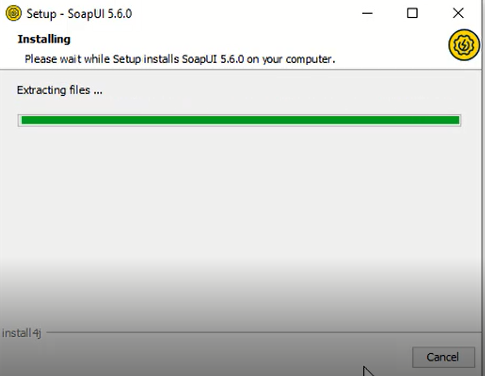 Setup - SoapUI 5.6.0
Installing
Please wait while Setup installs SoapUI 5.6.0 on your computer.
Extracting files ...
install4j
Cancel